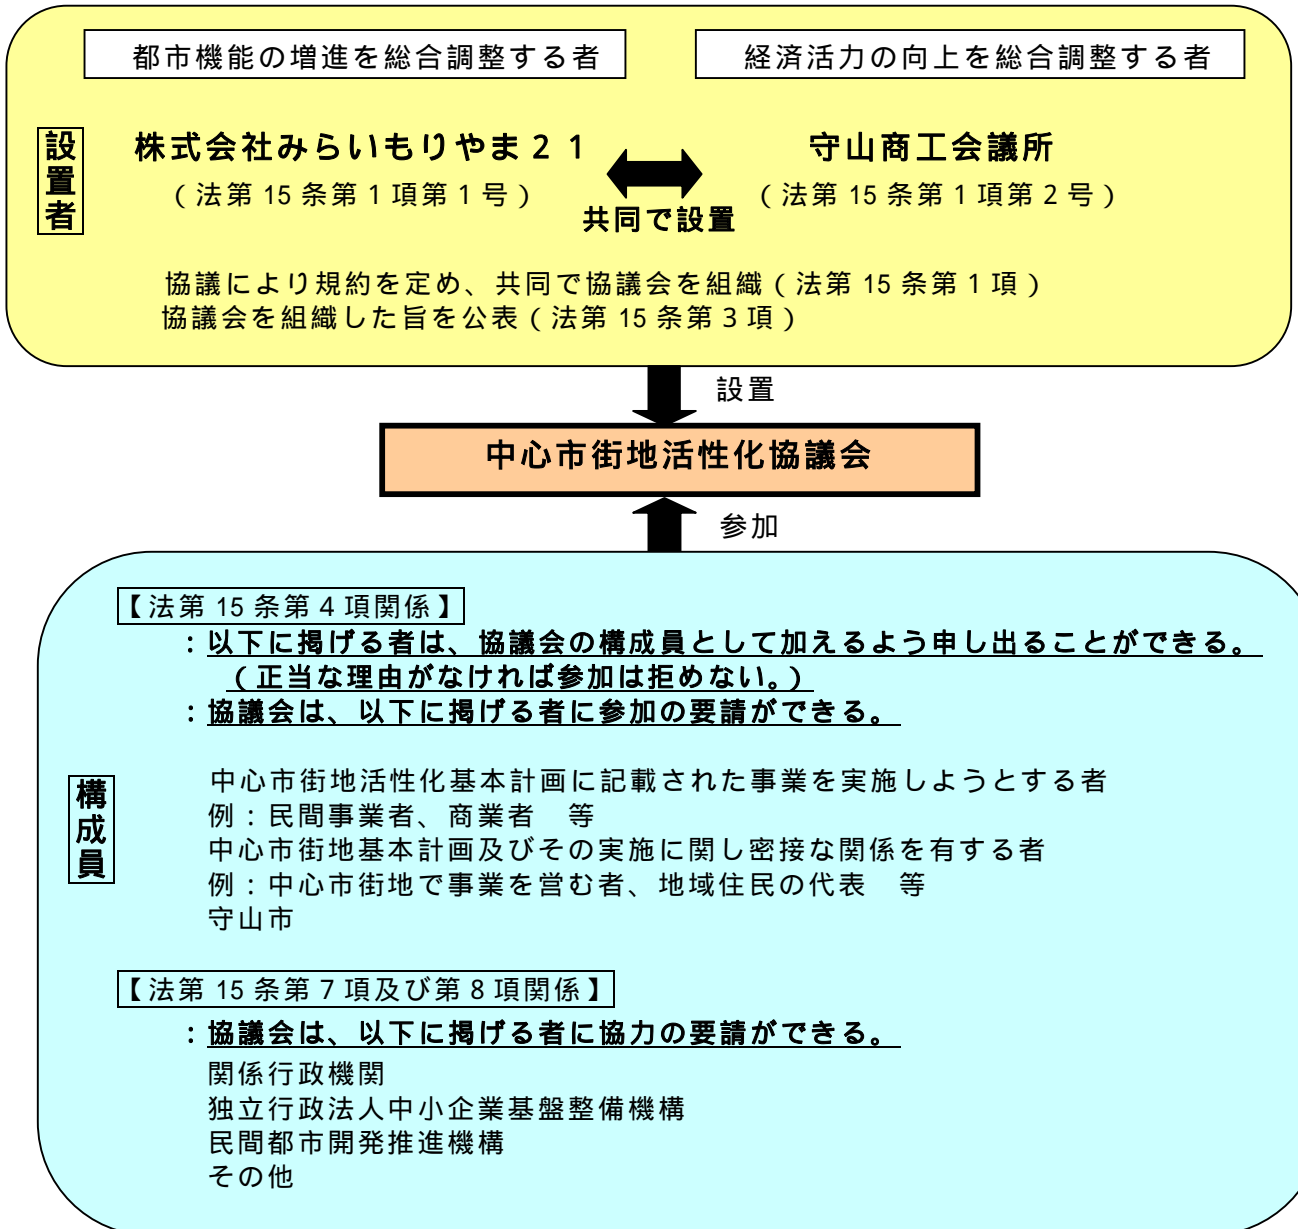 都市機能の増進を総合調整する者
経済活力の向上を総合調整する者
設置者
株式会社みらいもりやま２１
守山商工会議所
（法第15条第１項第１号）
（法第15条第１項第２号）
共同で設置
協議により規約を定め、共同で協議会を組織（法第15条第１項）
協議会を組織した旨を公表（法第15条第３項）
設置
中心市街地活性化協議会
参加
構成員
【法第15条第４項関係】
：以下に掲げる者は、協議会の構成員として加えるよう申し出ることができる。
（正当な理由がなければ参加は拒めない。）
：協議会は、以下に掲げる者に参加の要請ができる。
中心市街地活性化基本計画に記載された事業を実施しようとする者
例：民間事業者、商業者　等
中心市街地基本計画及びその実施に関し密接な関係を有する者
例：中心市街地で事業を営む者、地域住民の代表　等
守山市
【法第15条第７項及び第８項関係】
：協議会は、以下に掲げる者に協力の要請ができる。
関係行政機関
独立行政法人中小企業基盤整備機構
民間都市開発推進機構
その他